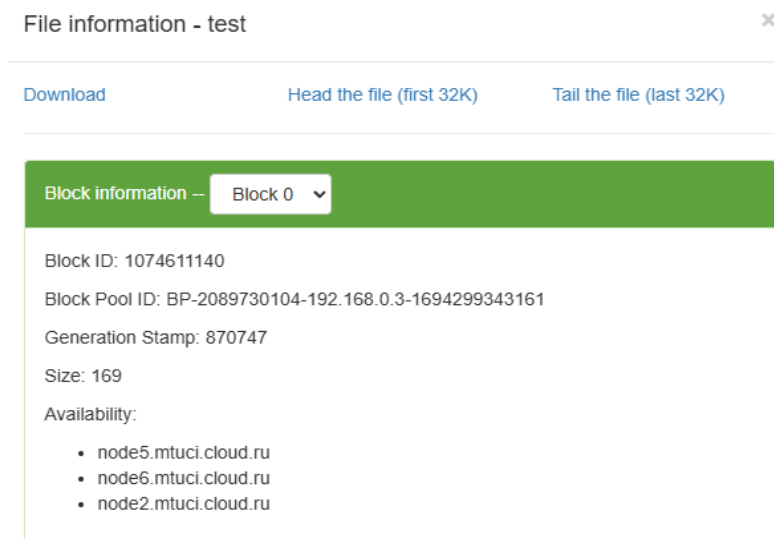 File information - test
×
Download Head the file (first 32K) Tail the file (last 32K)
Block information -- Block 0
Block ID: 1074611140
Block Pool ID: BP-2089730104-192.168.0.3-1694299343161
Generation Stamp: 870747
Size: 169
Availability:
• node5.mtuci.cloud.ru
• node6.mtuci.cloud.ru
• node2.mtuci.cloud.ru